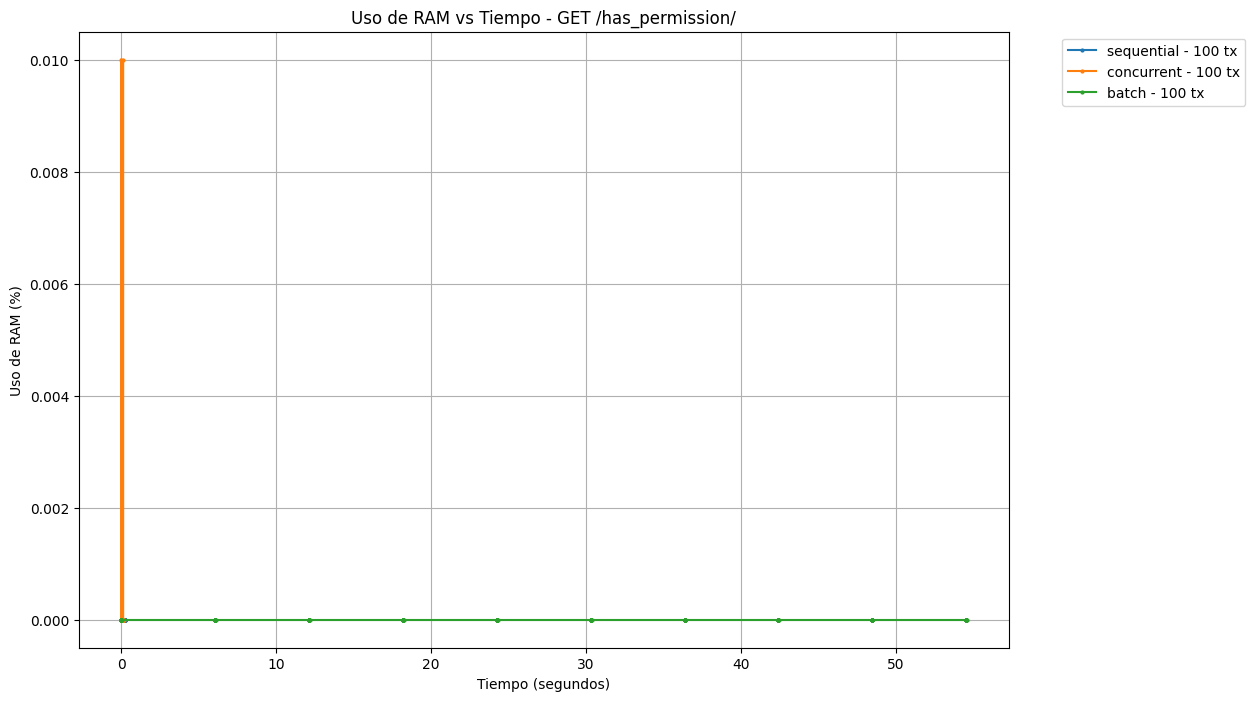 Uso de RAM vs Tiempo - GET /has_permission/
sequential - 100 tx
concurrent - 100 tx
batch - 100 tx
Uso de RAM (%)
0.010
0.008
0.006
0.004
0.002
0.000
0 10 20 30 40 50
Tiempo (segundos)